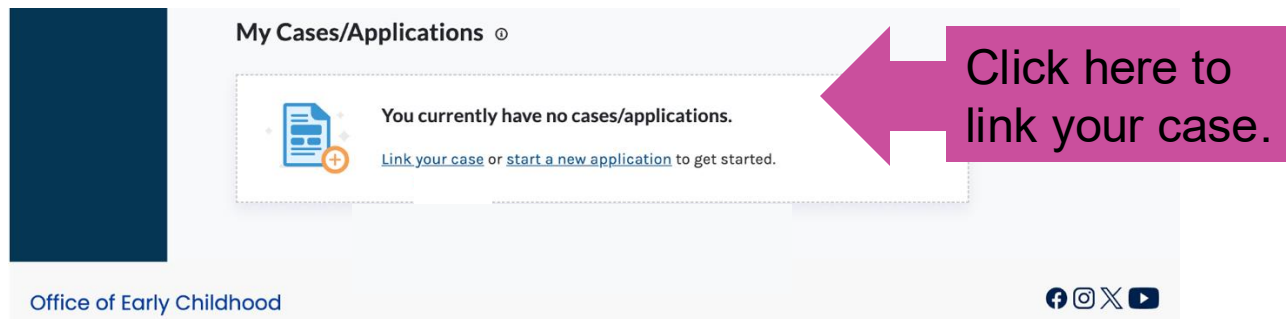 My Cases/Applications
Click here to
link your case.
You currently have no cases/applications.
Link your case or start a new application to get started.
Office of Early Childhood